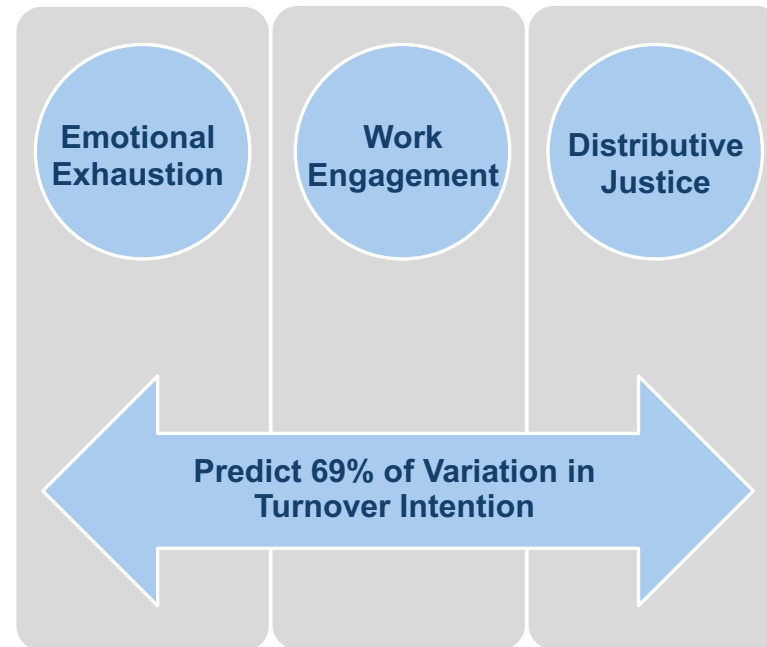 Emotional
Exhaustion
Work
Engagement
Distributive
Justice
Predict 69% of Variation in
Turnover Intention